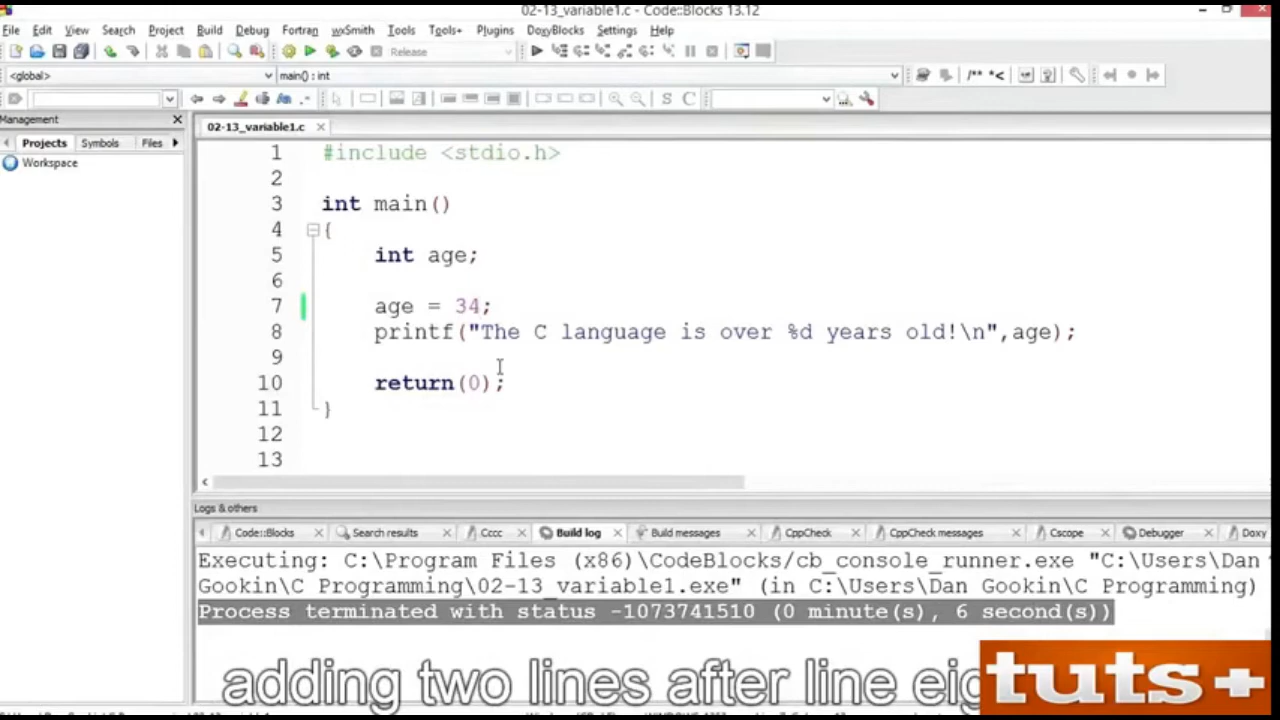 02-13_variable1.c - Code::Blocks 13.12
File Edit View Search Project Build Debug Fortran wxSmith Tools Tools+ Plugins DoxyBlocks Settings Help
Release
<global> main() : int
/** *<
S C
Management
Projects Symbols Files
Workspace
02-13_variable1.c
1 #include <stdio.h>
2
3 int main()
4 {
5 int age;
6
7 age = 34;
8 printf("The C language is over %d years old!\n",age);
9
10 return(0);
11 }
12
13
Logs & others
Code::Blocks Search results Cccc Build log Build messages CppCheck CppCheck messages Cscope Debugger Doxy
Executing: C:\Program Files (x86)\CodeBlocks/cb_console_runner.exe "C:\Users\Dan
Gookin\C Programming\02-13_variable1.exe" (in C:\Users\Dan Gookin\C Programming)
Process terminated with status -1073741510 (0 minute(s), 6 second(s))
adding two lines after line eig
tuts+